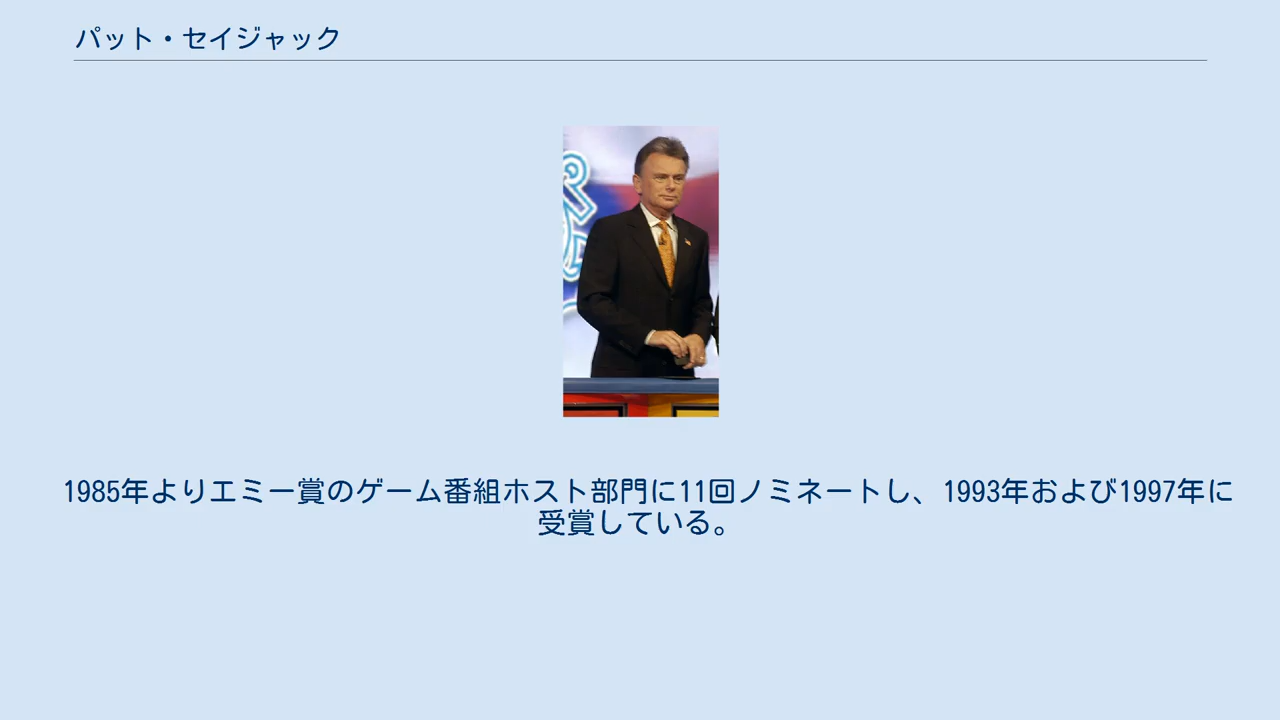 パット・セイジャック
1985年よりエミー賞のゲーム番組ホスト部門に11回ノミネートし、1993年および1997年に
受賞している。